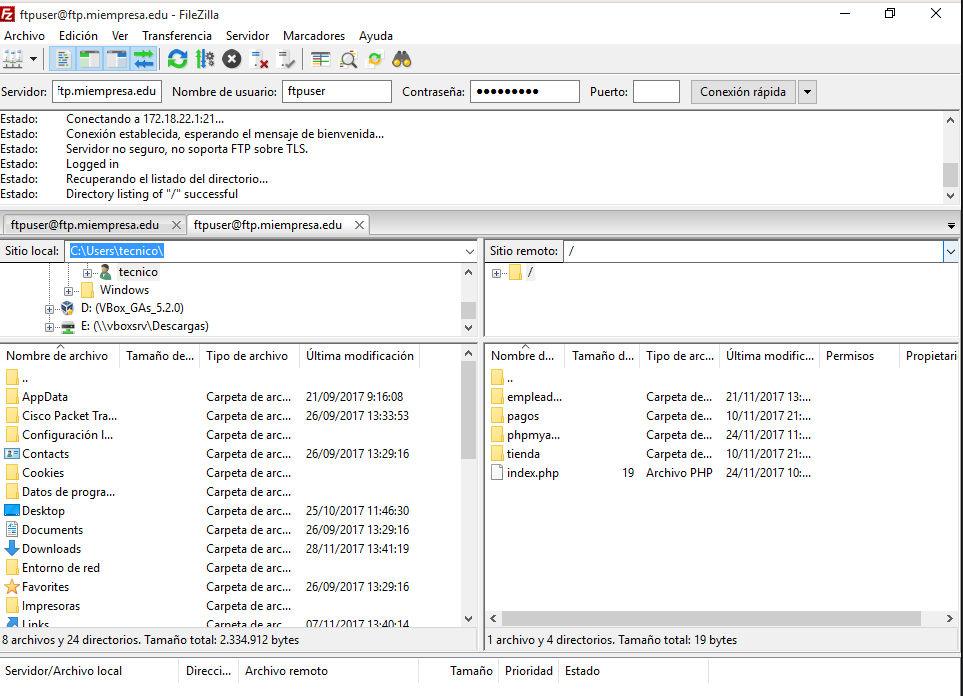 ftpuser@ftp.miempresa.edu - FileZilla
Archivo Edición Ver Transferencia Servidor Marcadores Ayuda
Servidor: ftp.miempresa.edu Nombre de usuario: ftpuser Contraseña: ●●●●●●●●● Puerto: Conexión rápida
Estado: Conectando a 172.18.22.1:21...
Estado: Conexión establecida, esperando el mensaje de bienvenida...
Estado: Servidor no seguro, no soporta FTP sobre TLS.
Estado: Logged in
Estado: Recuperando el listado del directorio...
Estado: Directory listing of "/" successful
ftpuser@ftp.miempresa.edu ftpuser@ftp.miempresa.edu
Sitio local: C:\Users\tecnico\
tecnico
Windows
D: (VBox_GAs_5.2.0)
E: (\\vboxsrv\Descargas)
Nombre de archivo Tamaño de... Tipo de archivo Última modificación
..
AppData Carpeta de arc... 21/09/2017 9:16:08
Cisco Packet Tra... Carpeta de arc... 26/09/2017 13:33:53
Configuración l... Carpeta de arc...
Contacts Carpeta de arc... 26/09/2017 13:29:16
Cookies Carpeta de arc...
Datos de progra... Carpeta de arc...
Desktop Carpeta de arc... 25/10/2017 11:46:30
Documents Carpeta de arc... 26/09/2017 13:29:16
Downloads Carpeta de arc... 28/11/2017 13:41:19
Entorno de red Carpeta de arc...
Favorites Carpeta de arc... 26/09/2017 13:29:16
Impresoras Carpeta de arc...
Links Carpeta de arc... 07/11/2017 13:40:14
8 archivos y 24 directorios. Tamaño total: 2.334.912 bytes
Sitio remoto: /
/
Nombre d... Tamaño d... Tipo de arc... Última modific... Permisos Propietari
..
emplead... Carpeta de... 21/11/2017 13:...
pagos Carpeta de... 10/11/2017 21:...
phpmya... Carpeta de... 24/11/2017 11:...
tienda Carpeta de... 10/11/2017 21:...
index.php 19 Archivo PHP 24/11/2017 10:...
1 archivo y 4 directorios. Tamaño total: 19 bytes
Servidor/Archivo local Direcci... Archivo remoto Tamaño Prioridad Estado